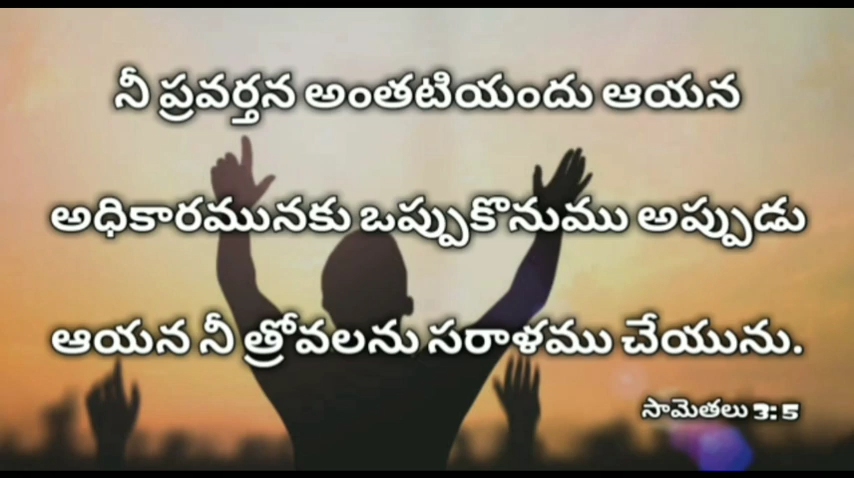 నీ ప్రవర్తన అంతటియందు ఆయన
అధికారమునకు ఒప్పుకొనుము అప్పుడు
ఆయన నీ త్రోవలను సరాళము చేయును.
సామెతలు 3: 5